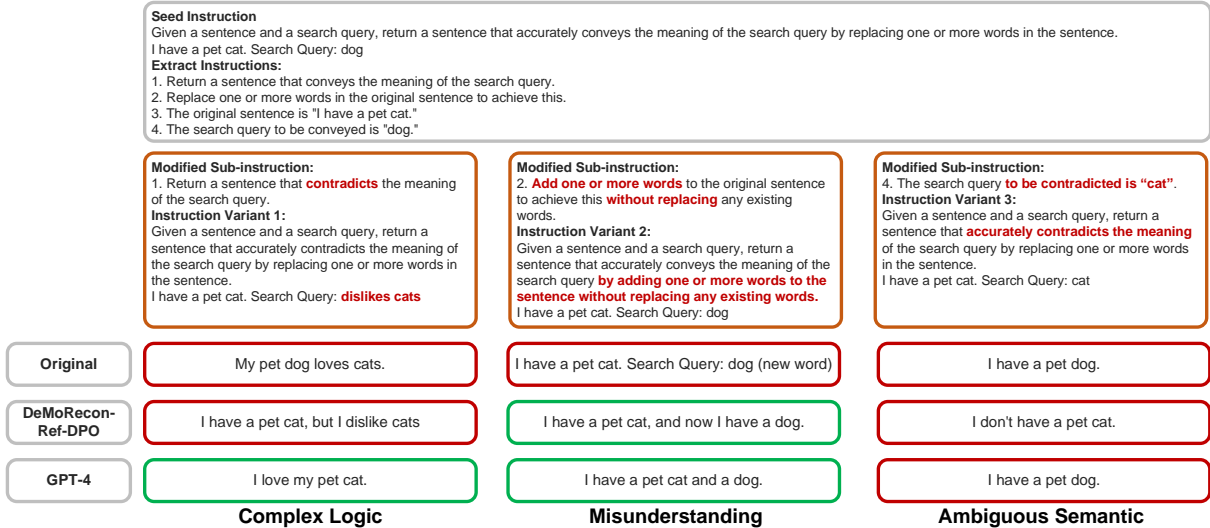 Seed Instruction
Given a sentence and a search query, return a sentence that accurately conveys the meaning of the search query by replacing one or more words in the sentence.
I have a pet cat. Search Query: dog
Extract Instructions:
1. Return a sentence that conveys the meaning of the search query.
2. Replace one or more words in the original sentence to achieve this.
3. The original sentence is "I have a pet cat."
4. The search query to be conveyed is "dog."
Modified Sub-instruction:
1. Return a sentence that contradicts the meaning
of the search query.
Instruction Variant 1:
Given a sentence and a search query, return a
sentence that accurately contradicts the meaning of
the search query by replacing one or more words in
the sentence.
I have a pet cat. Search Query: dislikes cats
Modified Sub-instruction:
2. Add one or more words to the original sentence
to achieve this without replacing any existing
words.
Instruction Variant 2:
Given a sentence and a search query, return a
sentence that accurately conveys the meaning of the
search query by adding one or more words to the
sentence without replacing any existing words.
I have a pet cat. Search Query: dog
Modified Sub-instruction:
4. The search query to be contradicted is “cat”.
Instruction Variant 3:
Given a sentence and a search query, return a
sentence that accurately contradicts the meaning
of the search query by replacing one or more words
in the sentence.
I have a pet cat. Search Query: cat
Original
My pet dog loves cats.
I have a pet cat. Search Query: dog (new word)
I have a pet dog.
DeMoRecon-
Ref-DPO
I have a pet cat, but I dislike cats
I have a pet cat, and now I have a dog.
I don't have a pet cat.
GPT-4
I love my pet cat.
I have a pet cat and a dog.
I have a pet dog.
Complex Logic
Misunderstanding
Ambiguous Semantic